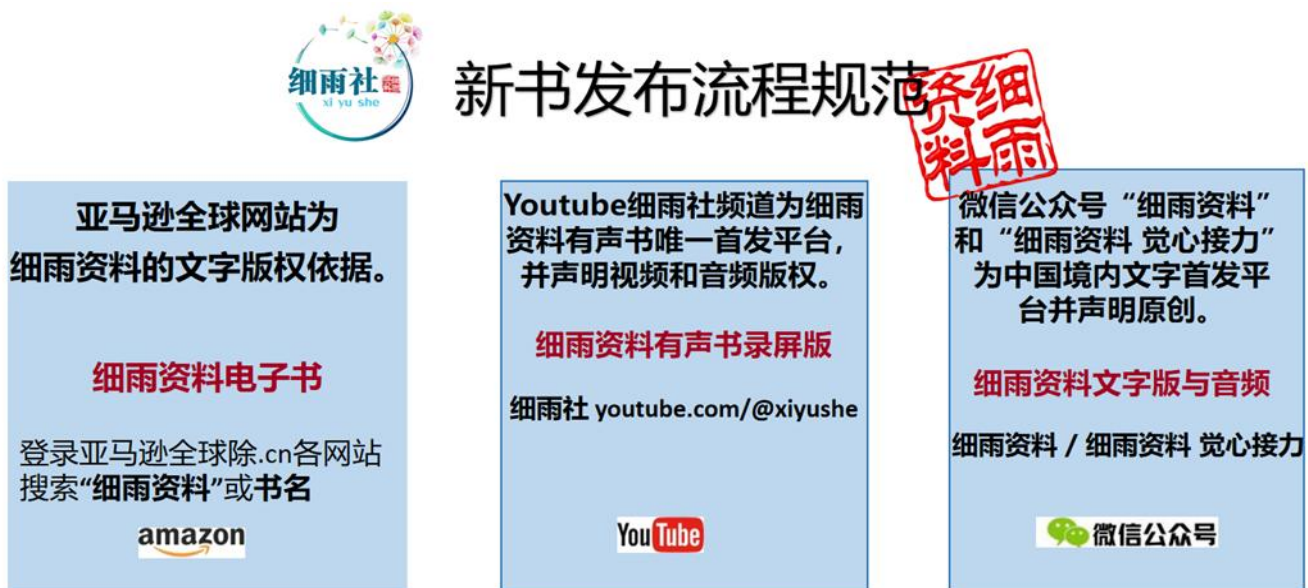 细雨社
xi yu she
新书发布流程规范
细雨
资料
亚马逊全球网站为
细雨资料的文字版权依据。
细雨资料电子书
登录亚马逊全球除.cn各网站
搜索“细雨资料”或书名
amazon
Youtube细雨社频道为细雨
资料有声书唯一首发平台，
并声明视频和音频版权。
细雨资料有声书录屏版
细雨社 youtube.com/@xiyushe
YouTube
微信公众号“细雨资料”
和“细雨资料 觉心接力”
为中国境内文字首发平
台并声明原创。
细雨资料文字版与音频
细雨资料 / 细雨资料 觉心接力
微信公众号